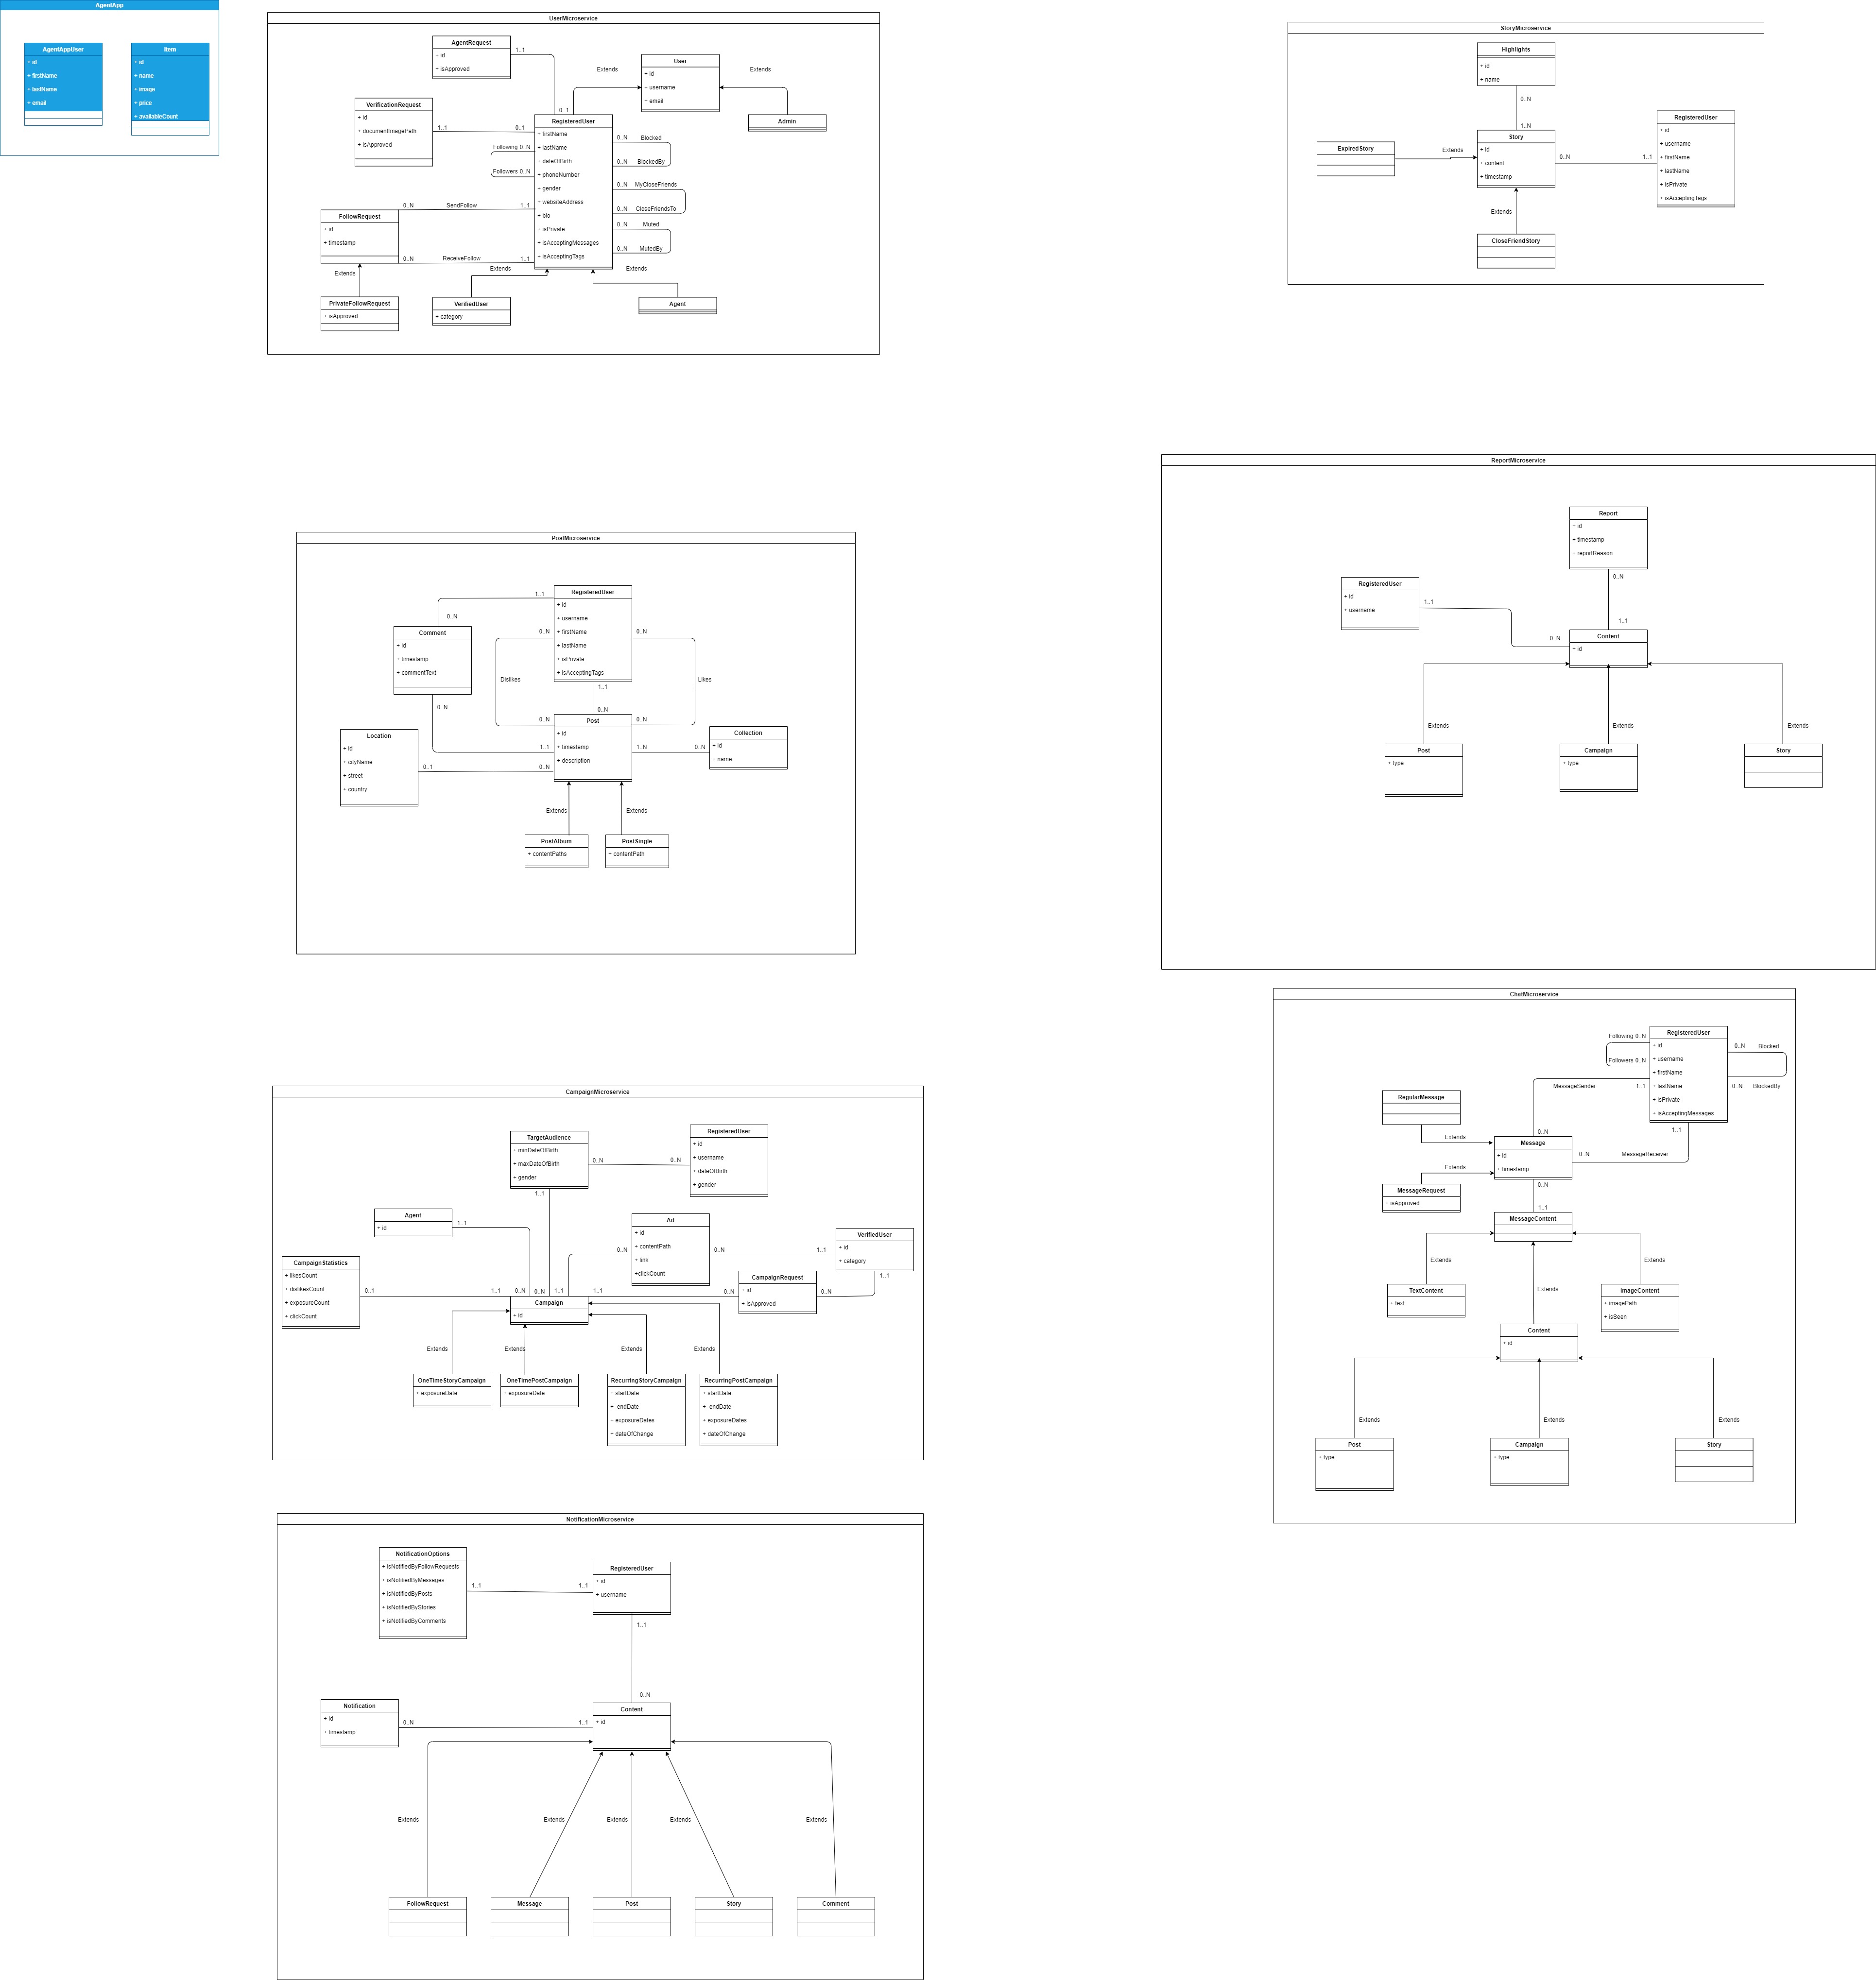 AgentApp
AgentAppUser
+ id
+ firstName
+ lastName
+ email
Item
+ id
+ name
+ image
+ price
+ availableCount
UserMicroservice
AgentRequest
+ id
+ isApproved
1..1
0..1
Extends
User
+ id
+ username
+ email
Extends
Admin
VerificationRequest
+ id
+ documentImagePath
+ isApproved
1..1
0..1
RegisteredUser
+ firstName
+ lastName
+ dateOfBirth
+ phoneNumber
+ gender
+ websiteAddress
+ bio
+ isPrivate
+ isAcceptingMessages
+ isAcceptingTags
Following 0..N
Followers 0..N
0..N Blocked
0..N BlockedBy
0..N MyCloseFriends
0..N CloseFriendsTo
0..N Muted
0..N MutedBy
FollowRequest
+ id
+ timestamp
0..N SendFollow 1..1
0..N ReceiveFollow 1..1
Extends
PrivateFollowRequest
+ isApproved
Extends
VerifiedUser
+ category
Extends
Agent
StoryMicroservice
Highlights
+ id
+ name
0..N
1..N
Story
+ id
+ content
+ timestamp
ExpiredStory
Extends
0..N
1..1
RegisteredUser
+ id
+ username
+ firstName
+ lastName
+ isPrivate
+ isAcceptingTags
Extends
CloseFriendStory
ReportMicroservice
Report
+ id
+ timestamp
+ reportReason
0..N
1..1
RegisteredUser
+ id
+ username
1..1
0..N
Content
+ id
Extends
Extends
Extends
Post
+ type
Campaign
+ type
Story
PostMicroservice
RegisteredUser
+ id
+ username
+ firstName
+ lastName
+ isPrivate
+ isAcceptingTags
1..1
0..N
Comment
+ id
+ timestamp
+ commentText
0..N
0..N
Dislikes
Likes
1..1
0..N
0..N
0..N
0..N
Post
+ id
+ timestamp
+ description
Location
+ id
+ cityName
+ street
+ country
1..1
0..1
0..N
1..N
0..N
Collection
+ id
+ name
Extends
Extends
PostAlbum
+ contentPaths
PostSingle
+ contentPath
ChatMicroservice
RegisteredUser
+ id
+ username
+ firstName
+ lastName
+ isPrivate
+ isAcceptingMessages
Following 0..N
Followers 0..N
0..N Blocked
0..N BlockedBy
MessageSender
1..1
0..N
1..1
0..N
MessageReceiver
RegularMessage
Extends
Message
+ id
+ timestamp
Extends
MessageRequest
+ isApproved
0..N
1..1
MessageContent
Extends
Extends
Extends
TextContent
+ text
ImageContent
+ imagePath
+ isSeen
Content
+ id
Extends
Extends
Extends
Post
+ type
Campaign
+ type
Story
CampaignMicroservice
TargetAudience
+ minDateOfBirth
+ maxDateOfBirth
+ gender
0..N
0..N
RegisteredUser
+ id
+ username
+ dateOfBirth
+ gender
1..1
Agent
+ id
1..1
Ad
+ id
+ contentPath
+ link
+clickCount
0..N
0..N
1..1
VerifiedUser
+ id
+ category
1..1
CampaignStatistics
+ likesCount
+ dislikesCount
+ exposureCount
+ clickCount
0..1
1..1
0..N
0..N
1..1
1..1
0..N
CampaignRequest
+ id
+ isApproved
0..N
Campaign
+ id
Extends
Extends
Extends
Extends
OneTimeStoryCampaign
+ exposureDate
OneTimePostCampaign
+ exposureDate
RecurringStoryCampaign
+ startDate
+ endDate
+ exposureDates
+ dateOfChange
RecurringPostCampaign
+ startDate
+ endDate
+ exposureDates
+ dateOfChange
NotificationMicroservice
NotificationOptions
+ isNotifiedByFollowRequests
+ isNotifiedByMessages
+ isNotifiedByPosts
+ isNotifiedByStories
+ isNotifiedByComments
1..1
1..1
RegisteredUser
+ id
+ username
1..1
0..N
Notification
+ id
+ timestamp
0..N
1..1
Content
+ id
Extends
Extends
Extends
Extends
Extends
FollowRequest
Message
Post
Story
Comment